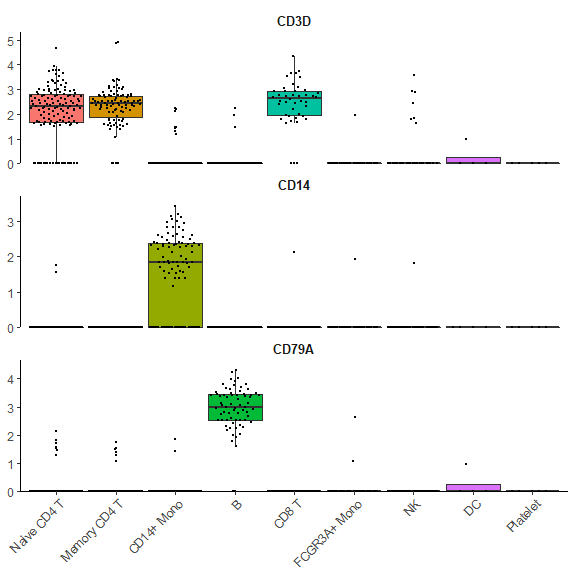 CD3D
5
4
3
2
1
0
CD14
3
2
1
0
CD79A
4
3
2
1
0
Naive CD4 T
Memory CD4 T
CD14+ Mono
B
CD8 T
FCGR3A+ Mono
NK
DC
Platelet